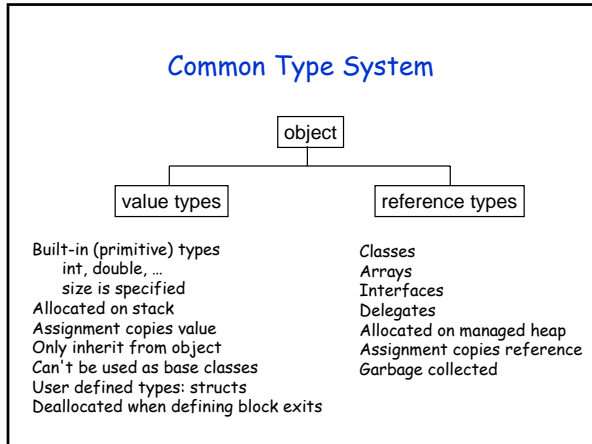 Common Type System
object
value types
reference types
Built-in (primitive) types
int, double, …
size is specified
Allocated on stack
Assignment copies value
Only inherit from object
Can't be used as base classes
User defined types: structs
Deallocated when defining block exits
Classes
Arrays
Interfaces
Delegates
Allocated on managed heap
Assignment copies reference
Garbage collected